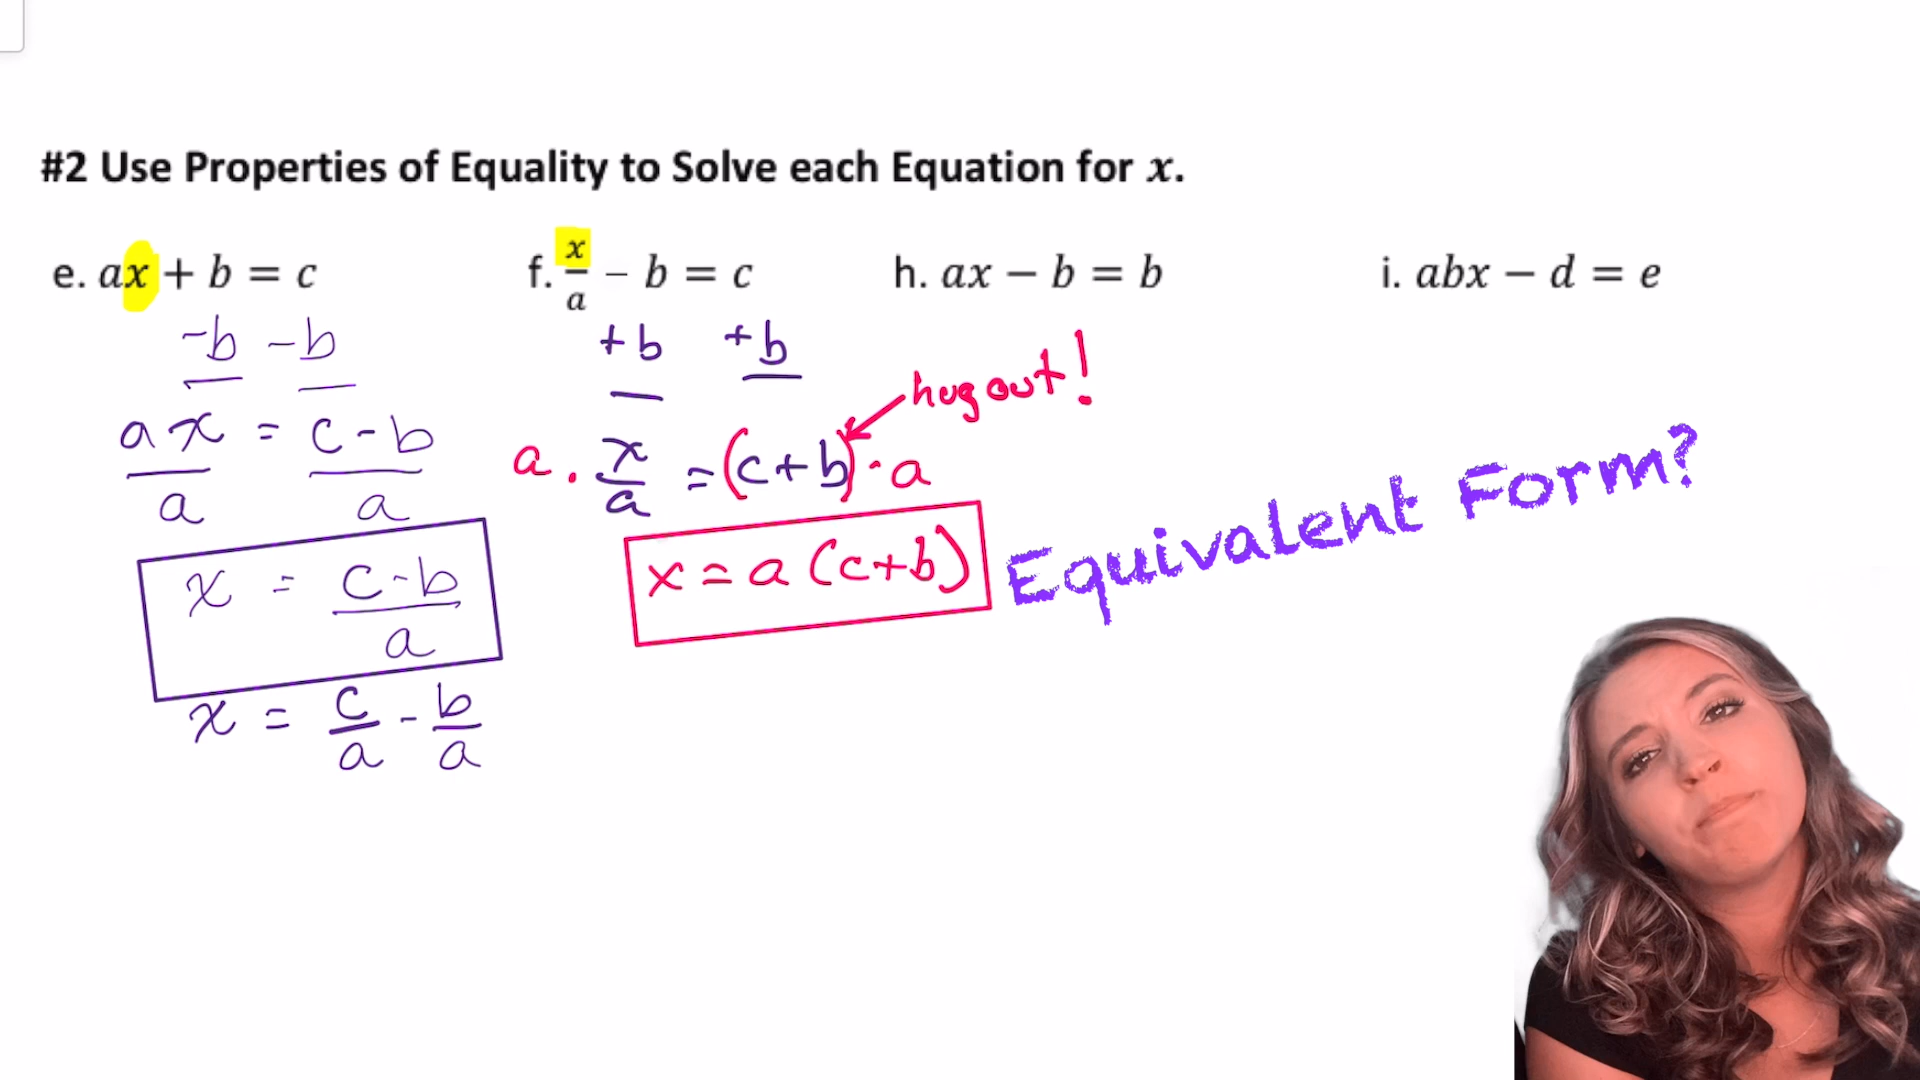 #2 Use Properties of Equality to Solve each Equation for x.
e. ax + b = c
-b -b
ax = c-b
a a
x = c-b
a
x = c/a - b/a
f. x/a − b = c
+b +b
hug out!
a · x/a = (c+b) · a
x = a (c+b)
Equivalent Form?
h. ax − b = b
i. abx − d = e